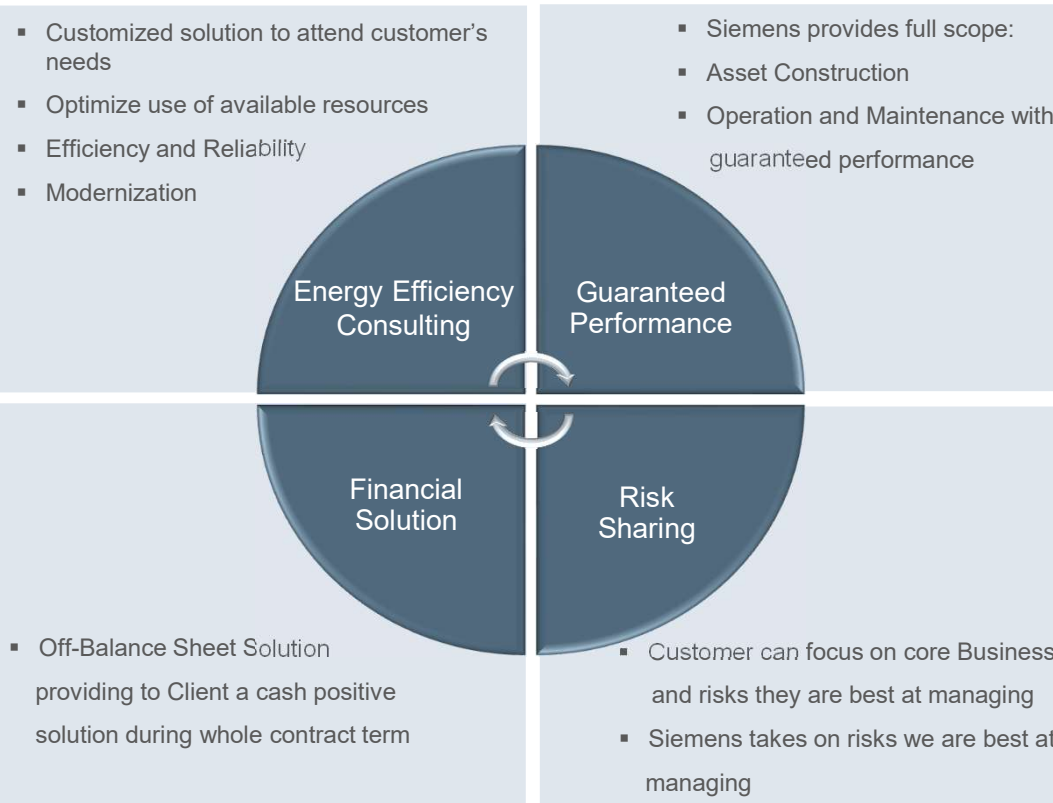 ▪ Customized solution to attend customer's
needs
▪ Optimize use of available resources
▪ Efficiency and Reliability
▪ Modernization
▪ Siemens provides full scope:
▪ Asset Construction
▪ Operation and Maintenance with
guaranteed performance
Energy Efficiency
Consulting
Guaranteed
Performance
Financial
Solution
Risk
Sharing
▪ Off-Balance Sheet Solution
providing to Client a cash positive
solution during whole contract term
▪ Customer can focus on core Business
and risks they are best at managing
▪ Siemens takes on risks we are best at
managing